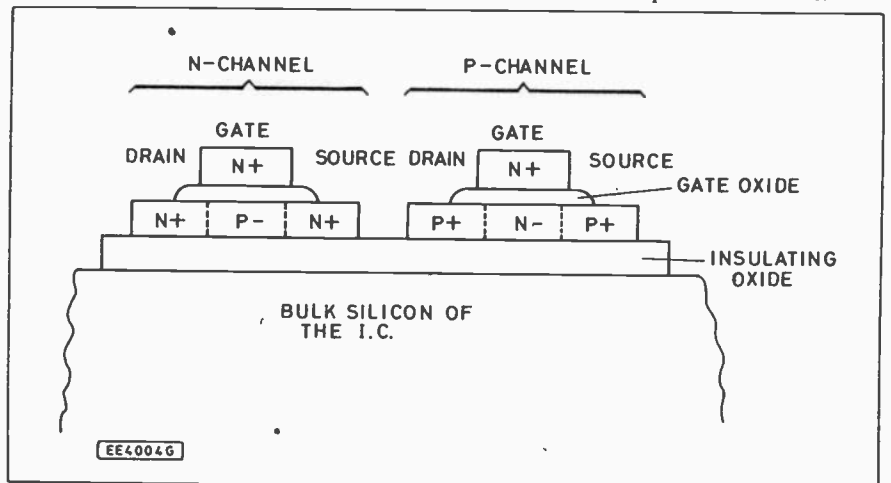 N-CHANNEL P-CHANNEL
GATE GATE
DRAIN N+ SOURCE DRAIN N+ SOURCE
GATE OXIDE
N+ P- N+ P+ N- P+
INSULATING
OXIDE
BULK SILICON OF
THE I.C.
EE4004G